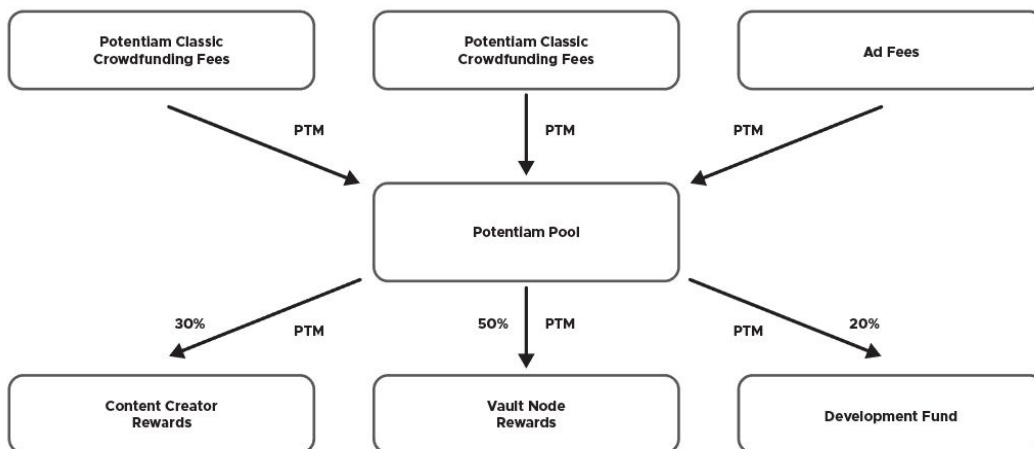 Potentiam Classic
Crowdfunding Fees
Potentiam Classic
Crowdfunding Fees
Ad Fees
PTM
PTM
PTM
Potentiam Pool
30%
PTM
50%
PTM
PTM
20%
Content Creator
Rewards
Vault Node
Rewards
Development Fund